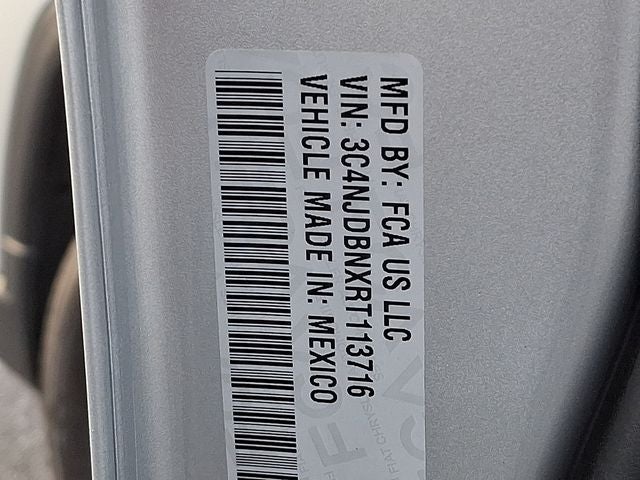 MFD BY: FCA US LLC
VIN: 3C4NJDBNXRT113716
VEHICLE MADE IN: MEXICO